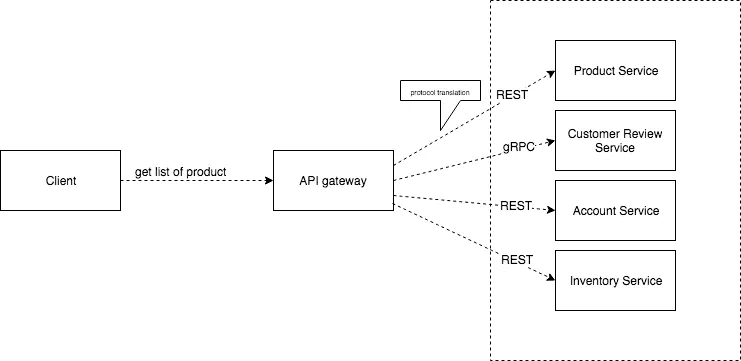 Client
get list of product
API gateway
protocol translation
REST
Product Service
gRPC
Customer Review
Service
REST
Account Service
REST
Inventory Service